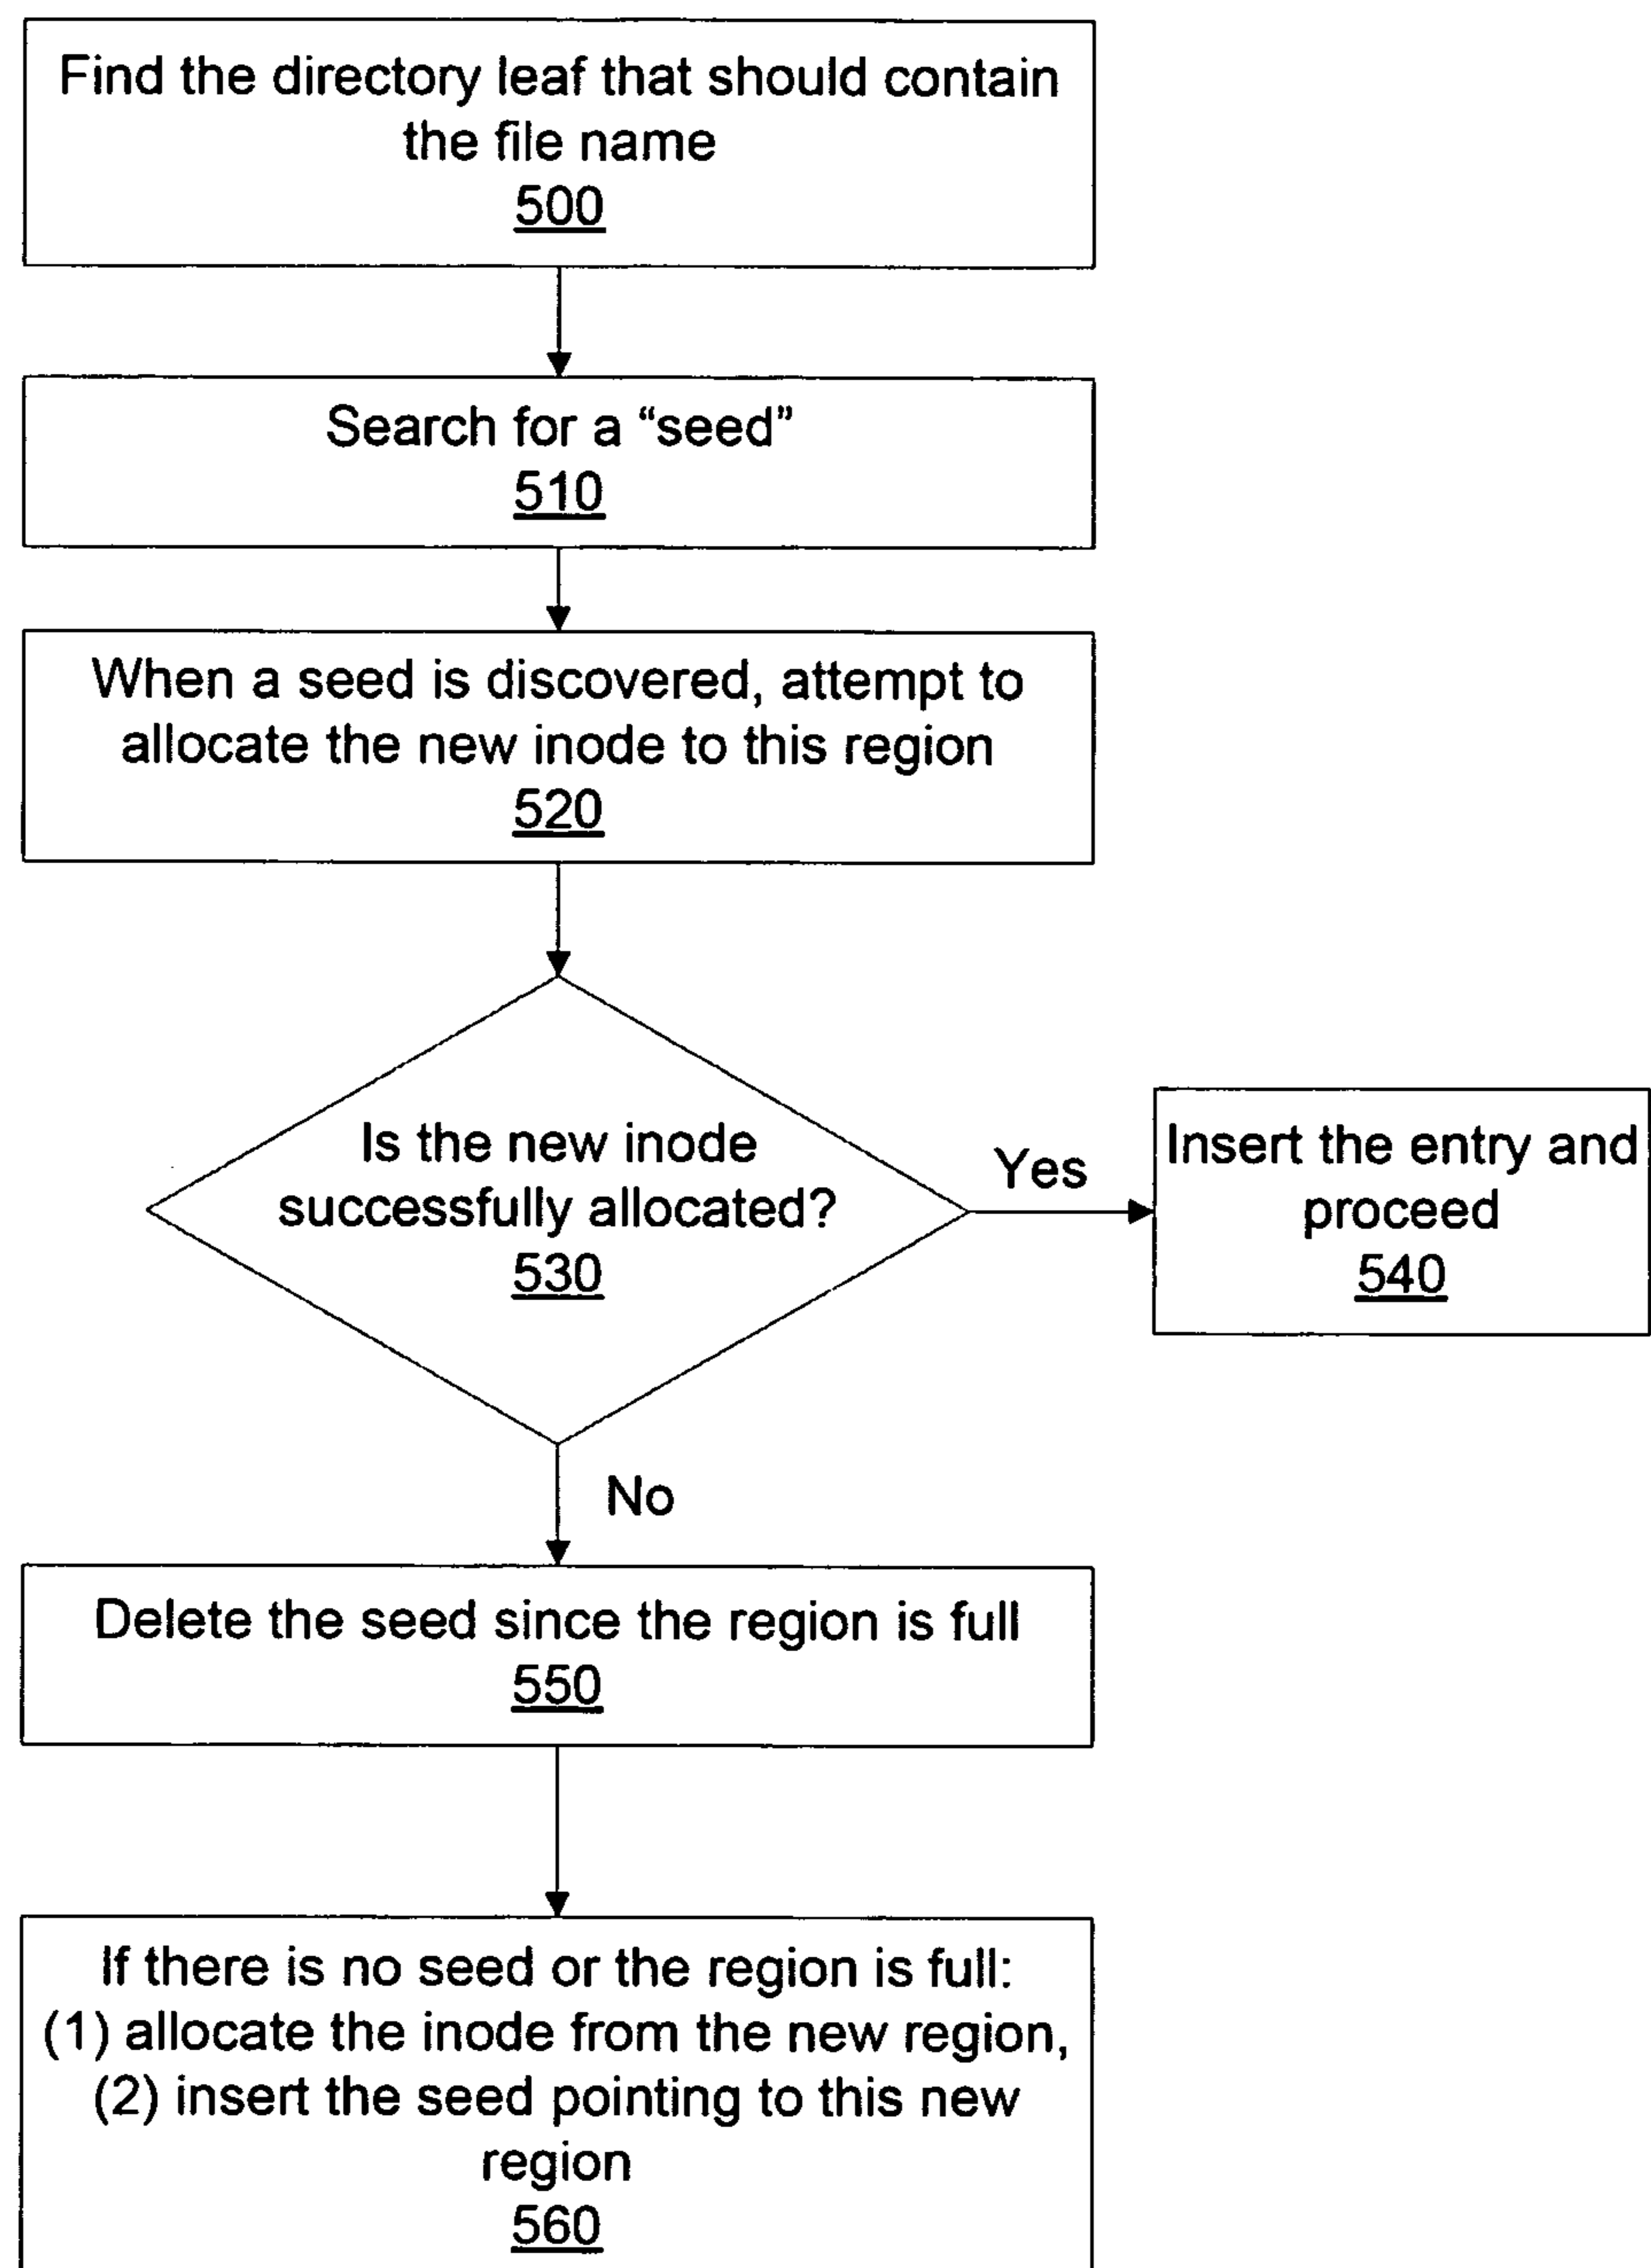 Find the directory leaf that should contain
the file name
500
Search for a “seed”
510
When a seed is discovered, attempt to
allocate the new inode to this region
520
Is the new inode
successfully allocated?
530
Yes
Insert the entry and
proceed
540
No
Delete the seed since the region is full
550
If there is no seed or the region is full:
(1) allocate the inode from the new region,
(2) insert the seed pointing to this new
region
560